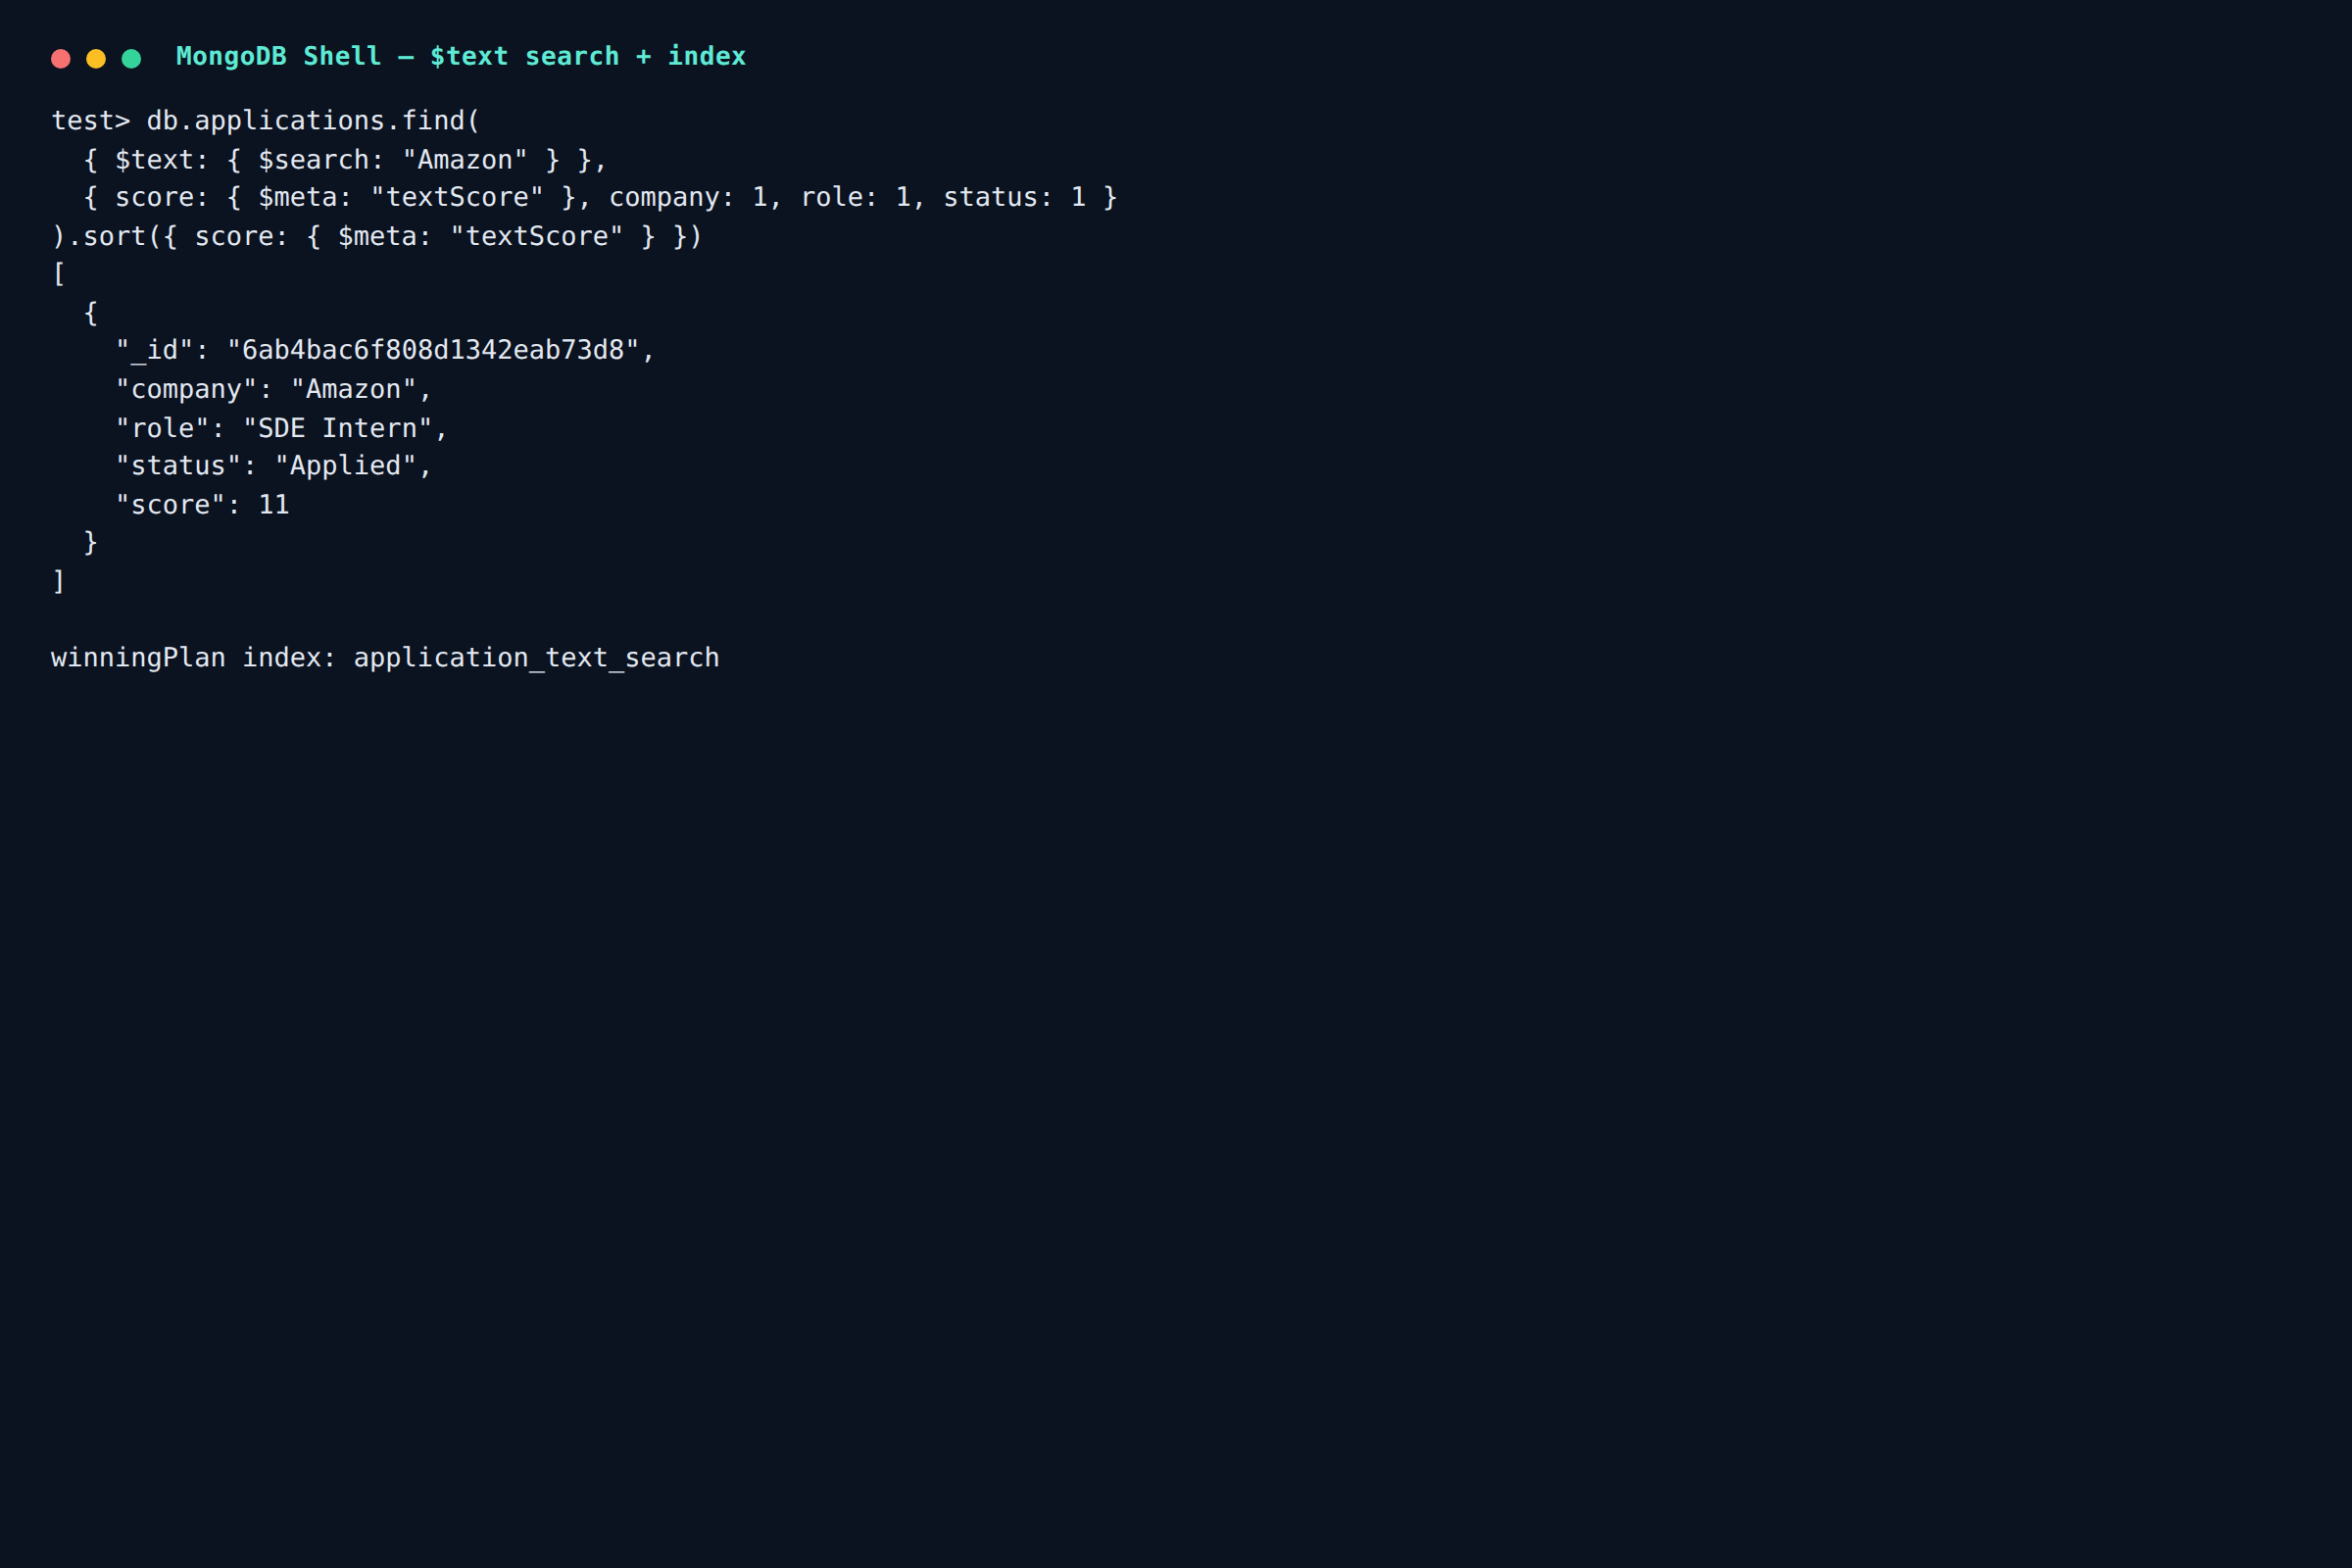 MongoDB Shell — $text search + index
test> db.applications.find(
  { $text: { $search: "Amazon" } },
  { score: { $meta: "textScore" }, company: 1, role: 1, status: 1 }
).sort({ score: { $meta: "textScore" } })
[
  {
    "_id": "6ab4bac6f808d1342eab73d8",
    "company": "Amazon",
    "role": "SDE Intern",
    "status": "Applied",
    "score": 11
  }
]
winningPlan index: application_text_search